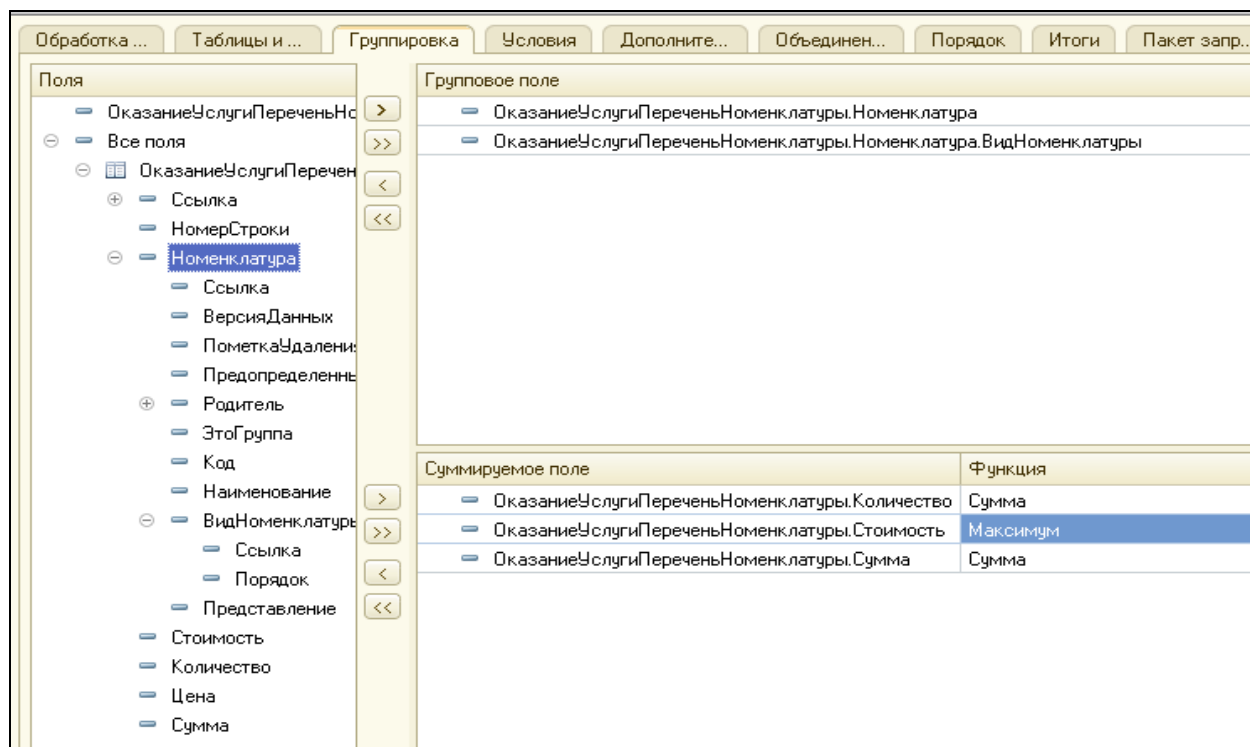 Обработка ... Таблицы и ... Группировка Условия Дополните... Объединен... Порядок Итоги Пакет запр...
Поля
ОказаниеУслугиПереченьНо
Все поля
ОказаниеУслугиПеречен
Ссылка
НомерСтроки
Номенклатура
Ссылка
ВерсияДанных
ПометкаУдаления
Предопределенны
Родитель
ЭтоГруппа
Код
Наименование
ВидНоменклатуры
Ссылка
Порядок
Представление
Стоимость
Количество
Цена
Сумма
>
>>
<
<<
>
>>
<
<<
Групповое поле
ОказаниеУслугиПереченьНоменклатуры.Номенклатура
ОказаниеУслугиПереченьНоменклатуры.Номенклатура.ВидНоменклатуры
Суммируемое поле Функция
ОказаниеУслугиПереченьНоменклатуры.Количество Сумма
ОказаниеУслугиПереченьНоменклатуры.Стоимость Максимум
ОказаниеУслугиПереченьНоменклатуры.Сумма Сумма